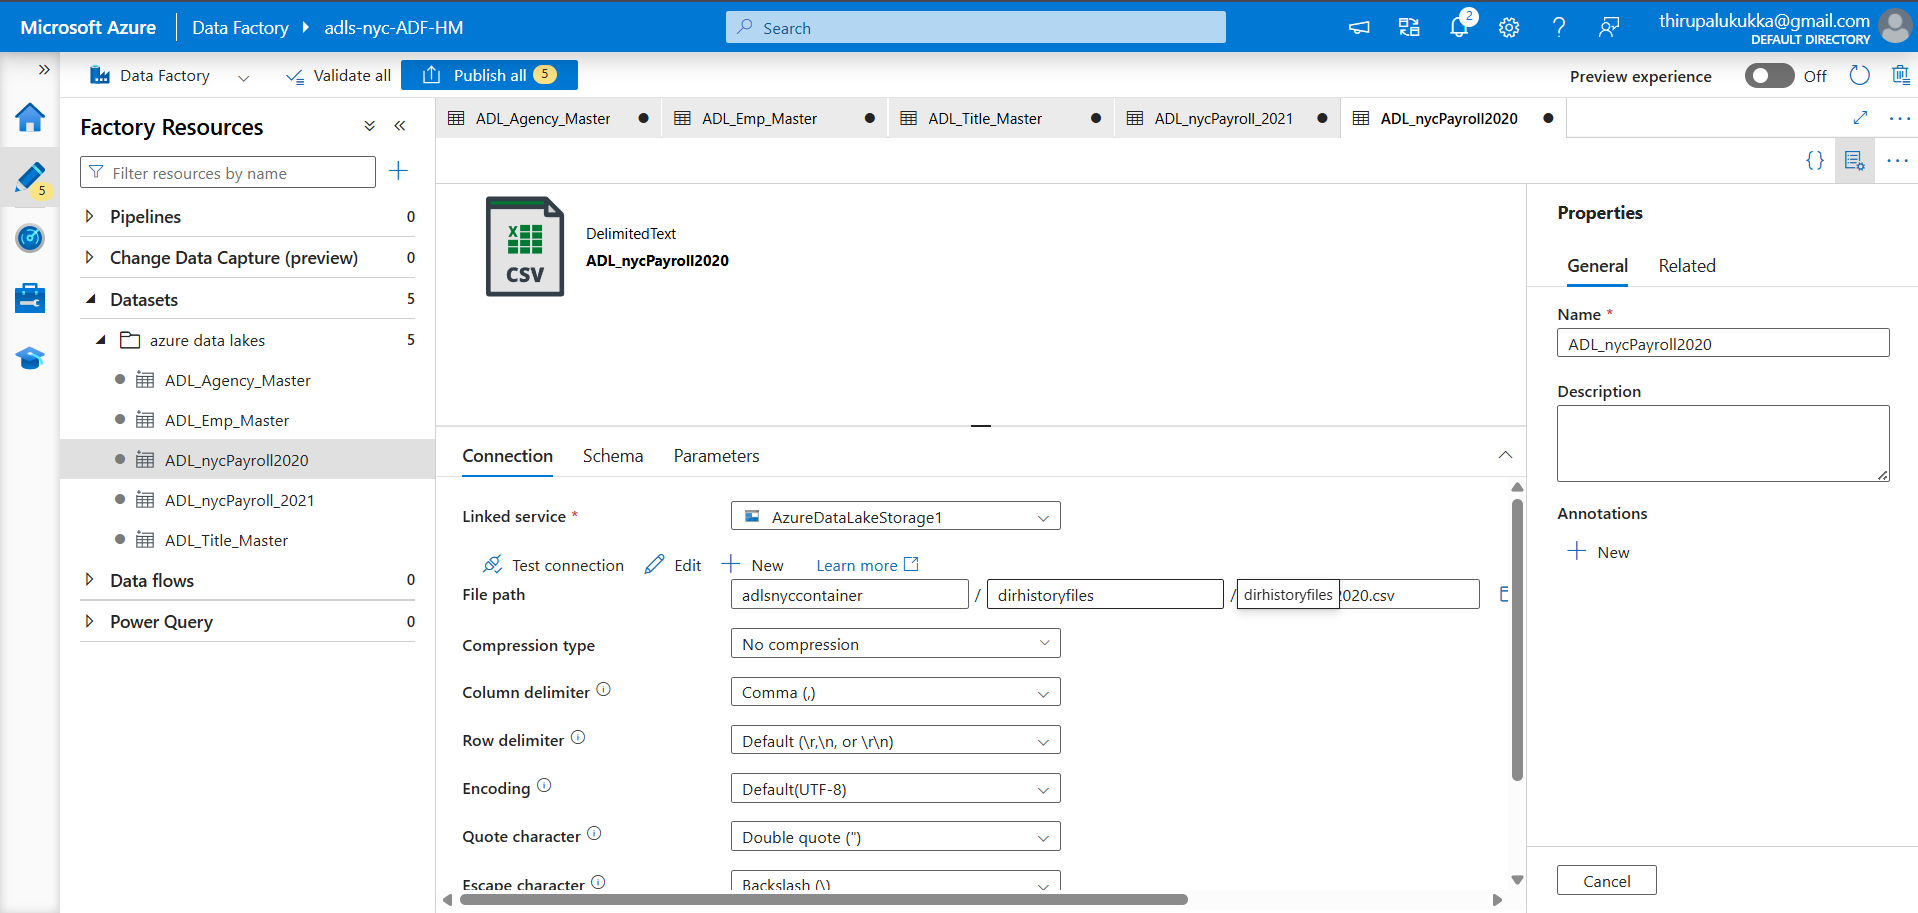 Microsoft Azure
Data Factory
adls-nyc-ADF-HM
Search
2
thirupalukukka@gmail.com
DEFAULT DIRECTORY
Data Factory
Validate all
Publish all
5
Preview experience
Off
5
Factory Resources
Filter resources by name
Pipelines
0
Change Data Capture (preview)
0
Datasets
5
azure data lakes
5
ADL_Agency_Master
ADL_Emp_Master
ADL_nycPayroll2020
ADL_nycPayroll_2021
ADL_Title_Master
Data flows
0
Power Query
0
ADL_Agency_Master
ADL_Emp_Master
ADL_Title_Master
ADL_nycPayroll_2021
ADL_nycPayroll2020
{}
X
CSV
DelimitedText
ADL_nycPayroll2020
Connection
Schema
Parameters
Linked service *
AzureDataLakeStorage1
Test connection
Edit
New
Learn more
File path
adlsnyccontainer
/
dirhistoryfiles
/
dirhistoryfiles
2020.csv
Compression type
No compression
Column delimiter
Comma (,)
Row delimiter
Default (\r,\n, or \r\n)
Encoding
Default(UTF-8)
Quote character
Double quote (")
Escape character
Backslash (\)
Properties
General
Related
Name *
ADL_nycPayroll2020
Description
Annotations
New
Cancel